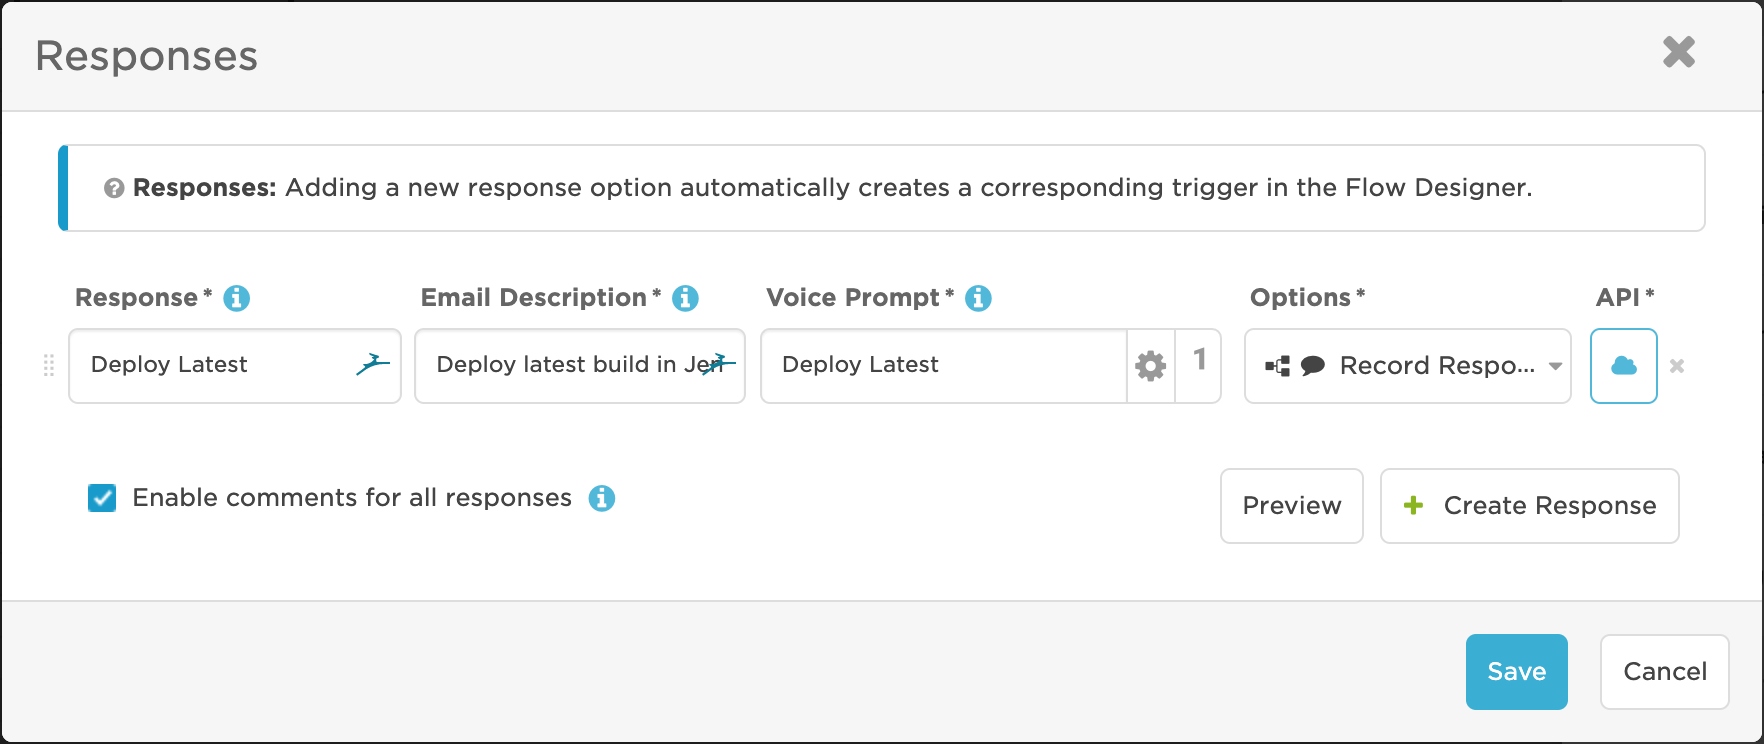 Responses
Responses: Adding a new response option automatically creates a corresponding trigger in the Flow Designer.
Response* Email Description* Voice Prompt* Options* API*
Deploy Latest Deploy latest build in Jen Deploy Latest 1 Record Respo...
Enable comments for all responses Preview Create Response
Save Cancel